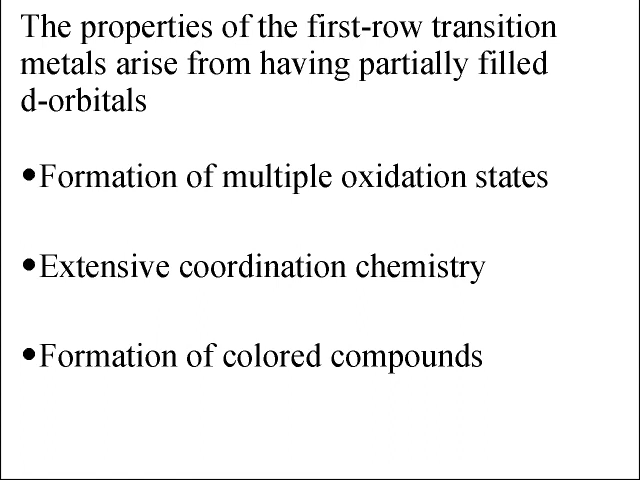 The properties of the first-row transition
metals arise from having partially filled
d-orbitals
•Formation of multiple oxidation states
•Extensive coordination chemistry
•Formation of colored compounds